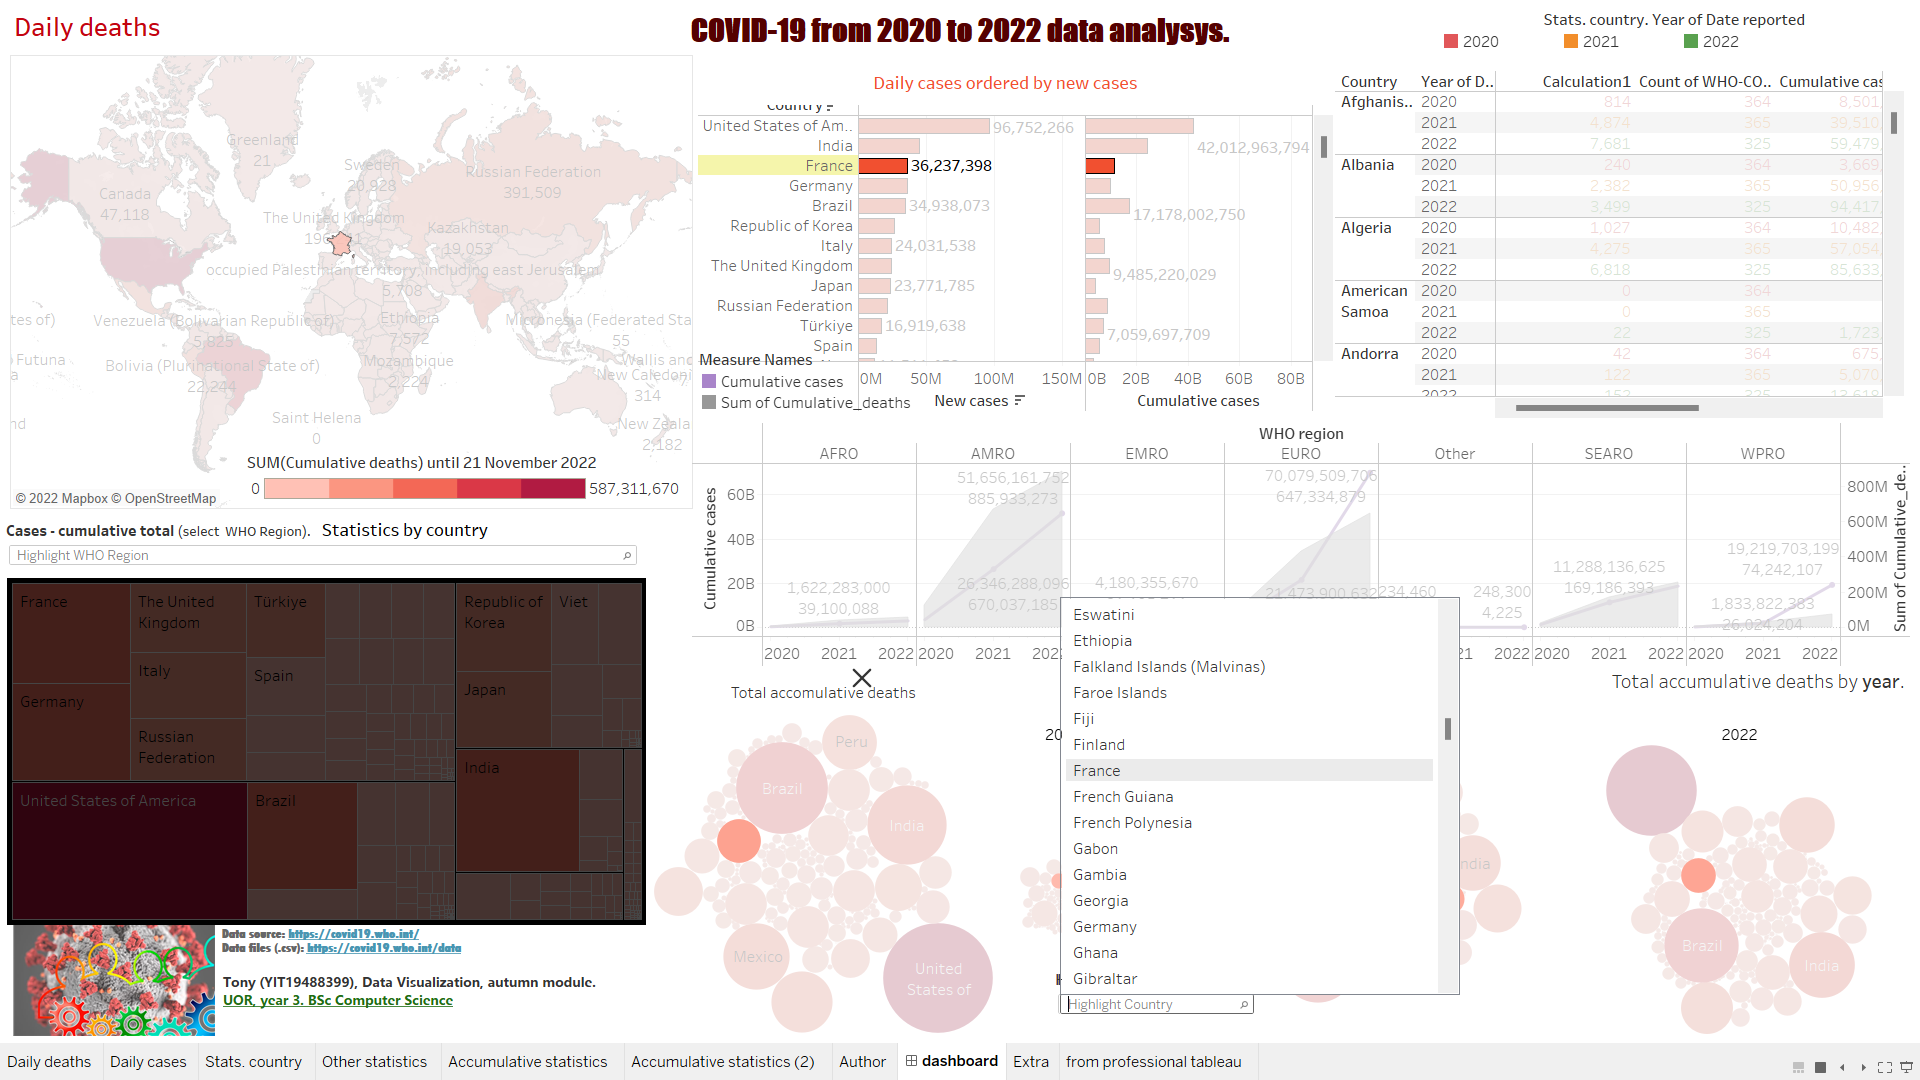 Daily deaths
COVID-19 from 2020 to 2022 data analysys.
Stats. country. Year of Date reported
2020
2021
2022
Greenland
21
Sweden
20,928
Russian Federation
391,509
Canada
47,118
The United Kingdom
Kazakhstan
19,053
occupied Palestinian territory, including east Jerusalem
5,708
Venezuela (Bolivarian Republic of)
5,825
Ethiopia
7,572
Micronesia (Federated Sta
55
tes of)
Futuna
a
Bolivia (Plurinational State of)
22,244
Mozambique
2,224
Wallis and
New Caledoni
314
Saint Helena
0
New Zeala
2,182
nd
SUM(Cumulative deaths) until 21 November 2022
0
587,311,670
© 2022 Mapbox © OpenStreetMap
Daily cases ordered by new cases
Country
United States of Am..
96,752,266
India
42,012,963,794
France
36,237,398
Germany
Brazil
34,938,073
17,178,002,750
Republic of Korea
Italy
24,031,538
The United Kingdom
9,485,220,029
Japan
23,771,785
Russian Federation
Türkiye
16,919,638
7,059,697,709
Spain
0M
50M
100M
150M
0B
20B
40B
60B
80B
New cases
Cumulative cases
Measure Names
Cumulative cases
Sum of Cumulative_deaths
Country Year of D.. Calculation1 Count of WHO-CO.. Cumulative cas
Afghanis.. 2020 814 364 8,501,
2021 4,874 365 39,510,
2022 7,681 325 59,479,
Albania 2020 240 364 3,669,
2021 2,382 365 50,956,
2022 3,499 325 94,417,
Algeria 2020 1,027 364 10,482,
2021 4,275 365 57,054,
2022 6,818 325 85,633,
American 2020 0 364
Samoa 2021 0 365
2022 22 325 1,723,
Andorra 2020 42 364 675,
2021 122 365 5,070,
2022 152 325 13,618
WHO region
AFRO
AMRO
EMRO
EURO
Other
SEARO
WPRO
Cumulative cases
60B
40B
20B
0B
1,622,283,000
39,100,088
51,656,161,752
885,933,273
26,346,288,096
670,037,185
4,180,355,670
70,079,509,706
647,334,879
21,473,900,632
234,460
248,300
4,225
11,288,136,625
169,186,393
19,219,703,199
74,242,107
1,833,822,383
26,024,204
800M
600M
400M
200M
0M
Sum of Cumulative_de..
2020
2021
2022
2020
2021
202
21
2022
2020
2021
2022
2020
2021
2022
Cases - cumulative total (select WHO Region). Statistics by country
Highlight WHO Region
France
The United
Kingdom
Türkiye
Republic of
Korea
Viet
Italy
Spain
Germany
Japan
Russian
Federation
India
United States of America
Brazil
Data source: https://covid19.who.int/
Data files (.csv): https://covid19.who.int/data
Tony (YIT19488399), Data Visualization, autumn module.
UOR, year 3. BSc Computer Science
Total accomulative deaths
Total accumulative deaths by year.
20
2022
Peru
Brazil
India
Mexico
United
States of
India
Brazil
India
Eswatini
Ethiopia
Falkland Islands (Malvinas)
Faroe Islands
Fiji
Finland
France
French Guiana
French Polynesia
Gabon
Gambia
Georgia
Germany
Ghana
Gibraltar
Highlight Country
Daily deaths
Daily cases
Stats. country
Other statistics
Accumulative statistics
Accumulative statistics (2)
Author
dashboard
Extra
from professional tableau